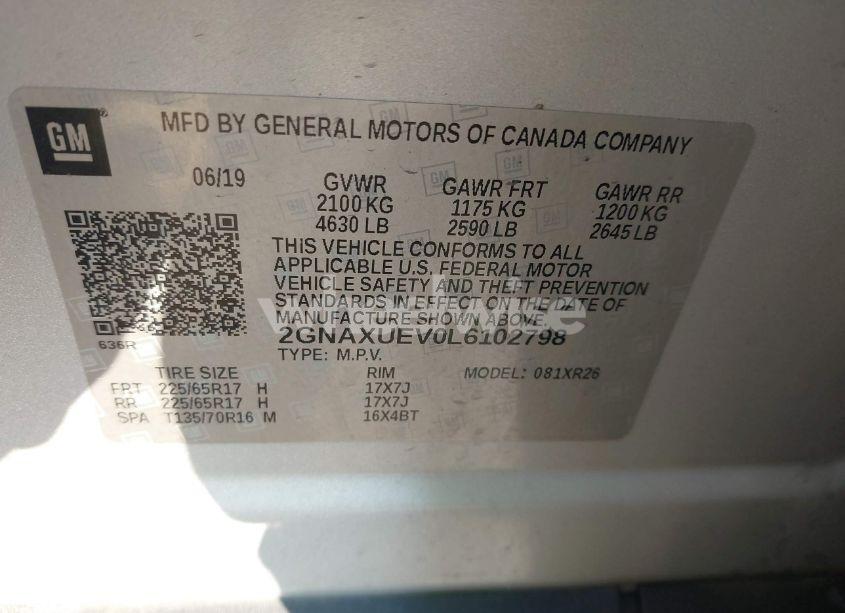 GM
MFD BY GENERAL MOTORS OF CANADA COMPANY
06/19 GVWR GAWR FRT GAWR RR
2100 KG 1175 KG 1200 KG
4630 LB 2590 LB 2645 LB
THIS VEHICLE CONFORMS TO ALL
APPLICABLE U.S. FEDERAL MOTOR
VEHICLE SAFETY AND THEFT PREVENTION
STANDARDS IN EFFECT ON THE DATE OF
MANUFACTURE SHOWN ABOVE.
2GNAXUEV0L6102798
636R
TYPE: M.P.V.
TIRE SIZE RIM MODEL: 081XR26
FRT 225/65R17 H 17X7J
RR 225/65R17 H 17X7J
SPA T135/70R16 M 16X4BT